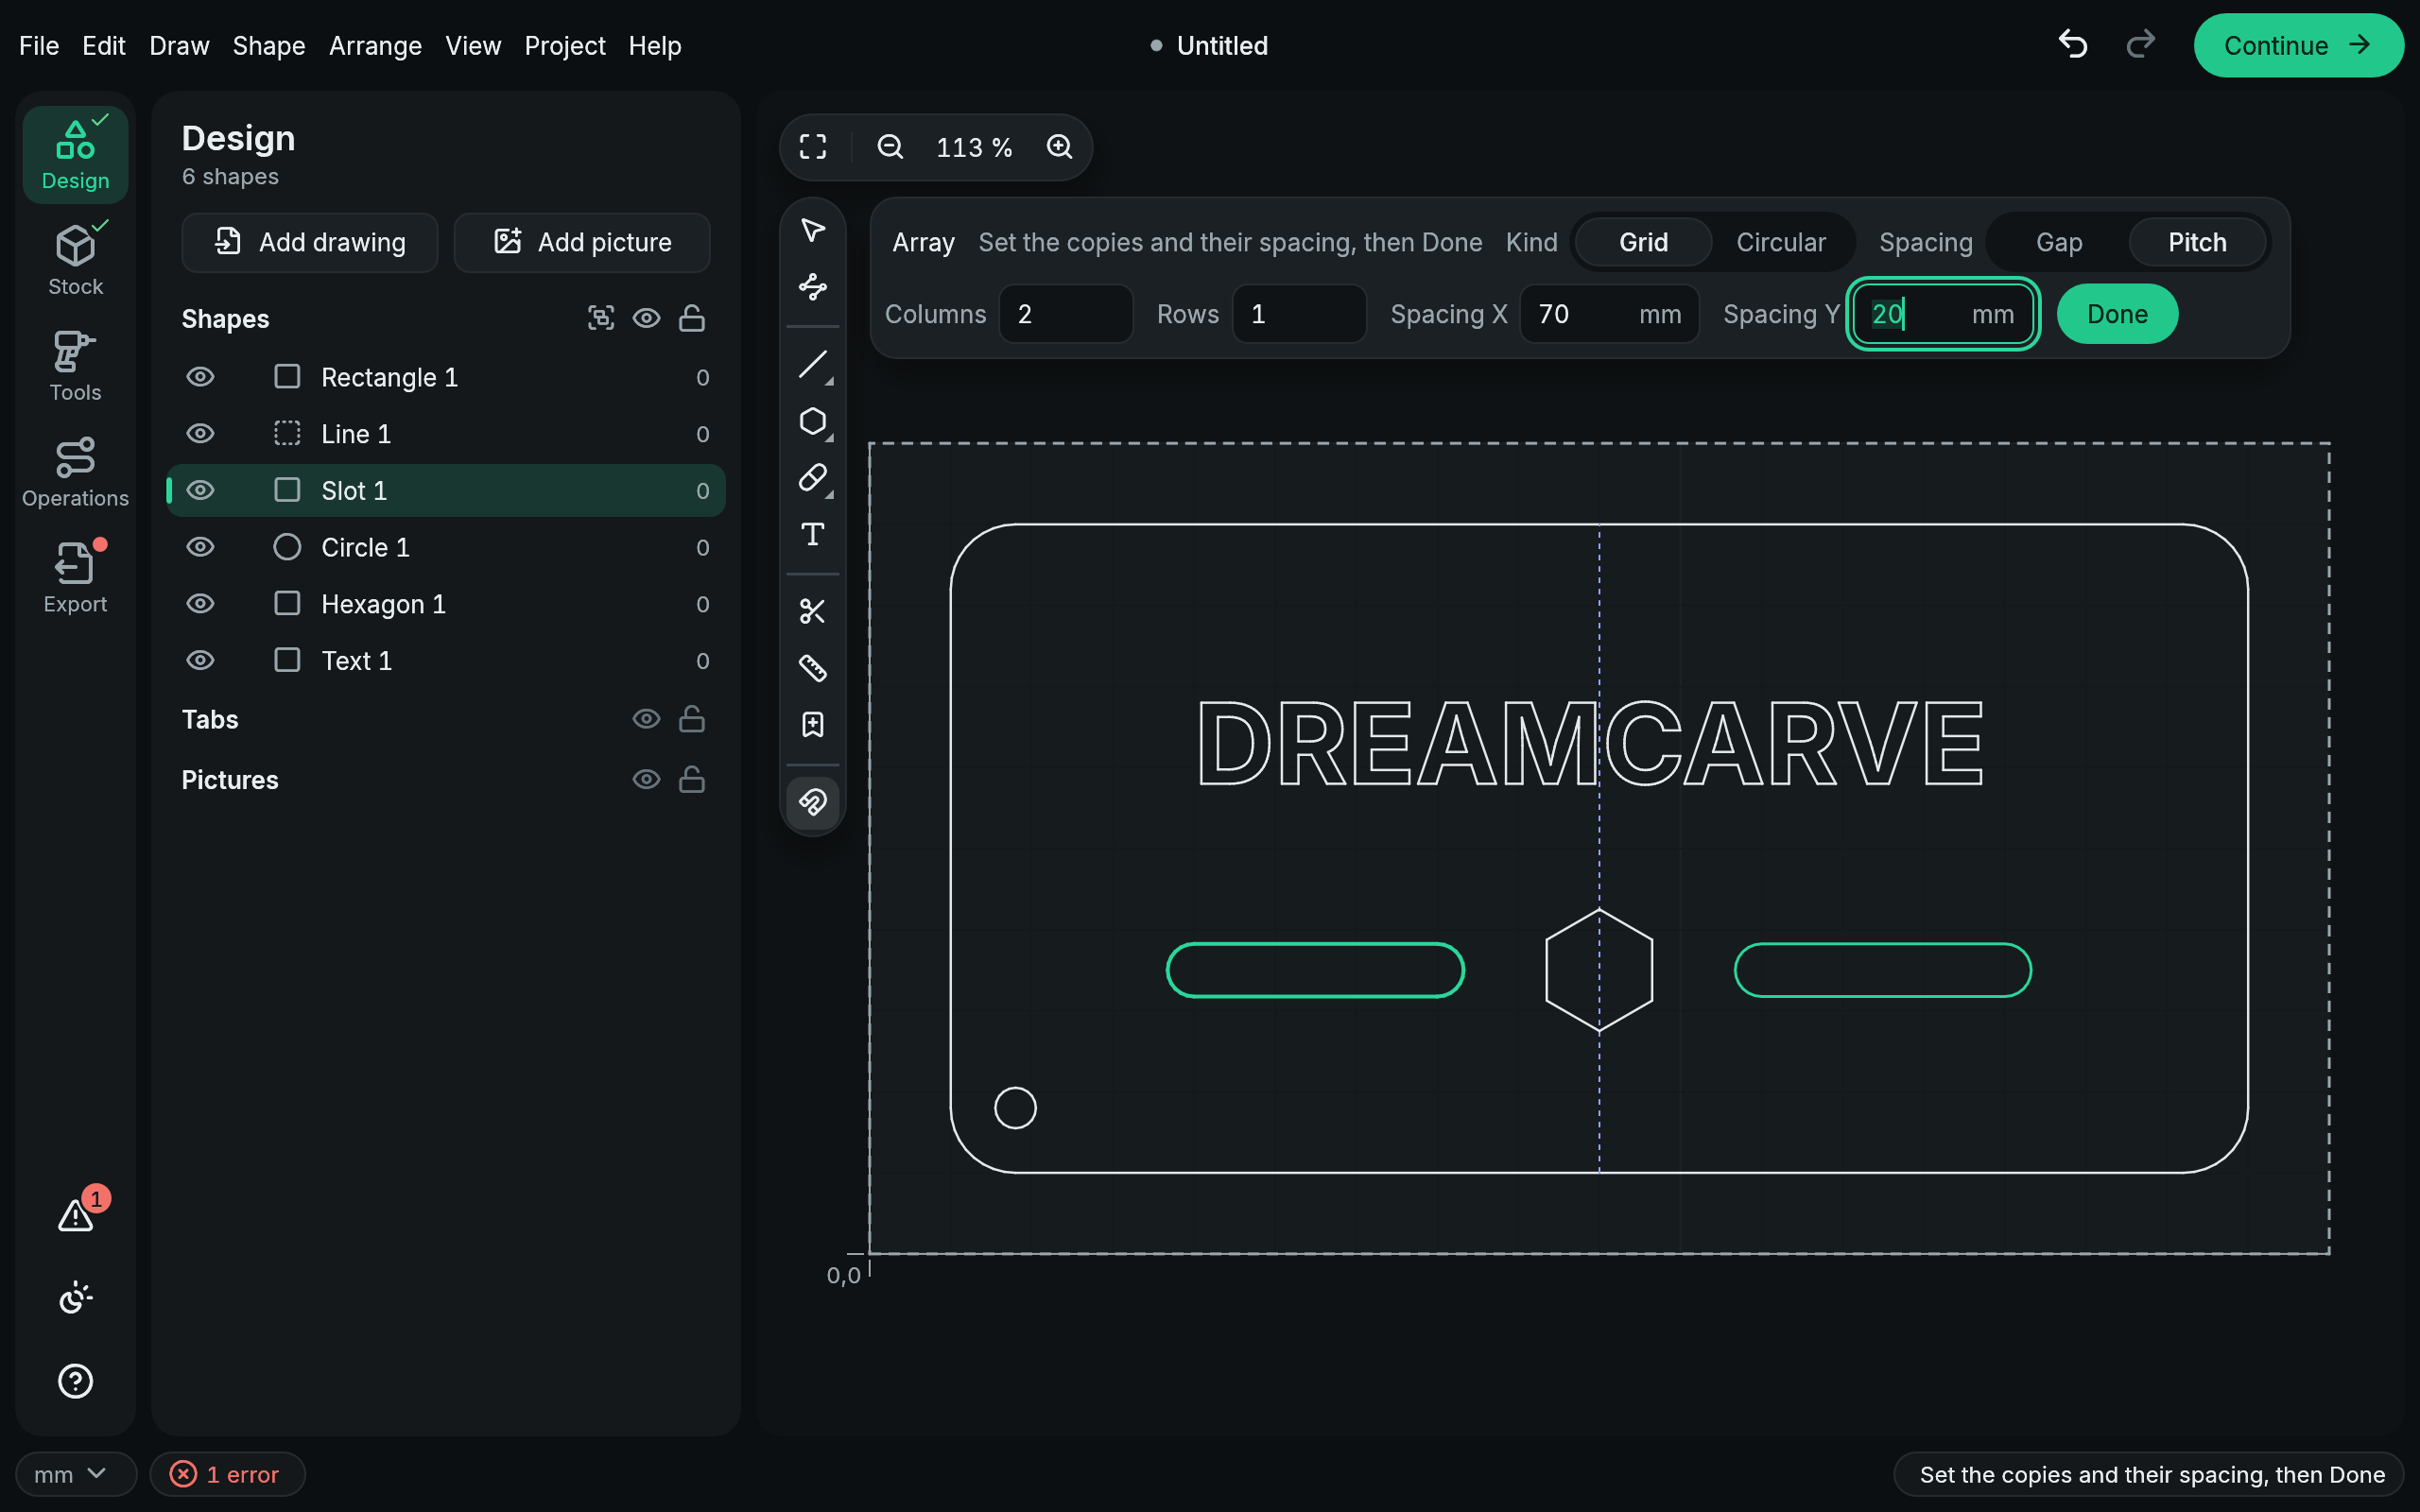 File Edit Draw Shape Arrange View Project Help
Untitled
Continue
Design
Stock
Tools
Operations
Export
1
Design
6 shapes
Add drawing Add picture
Shapes
Rectangle 1 0
Line 1 0
Slot 1 0
Circle 1 0
Hexagon 1 0
Text 1 0
Tabs
Pictures
113 %
Array Set the copies and their spacing, then Done Kind Grid Circular Spacing Gap Pitch
Columns 2 Rows 1 Spacing X 70 mm Spacing Y 20 mm Done
DREAMCARVE
0,0
mm 1 error
Set the copies and their spacing, then Done